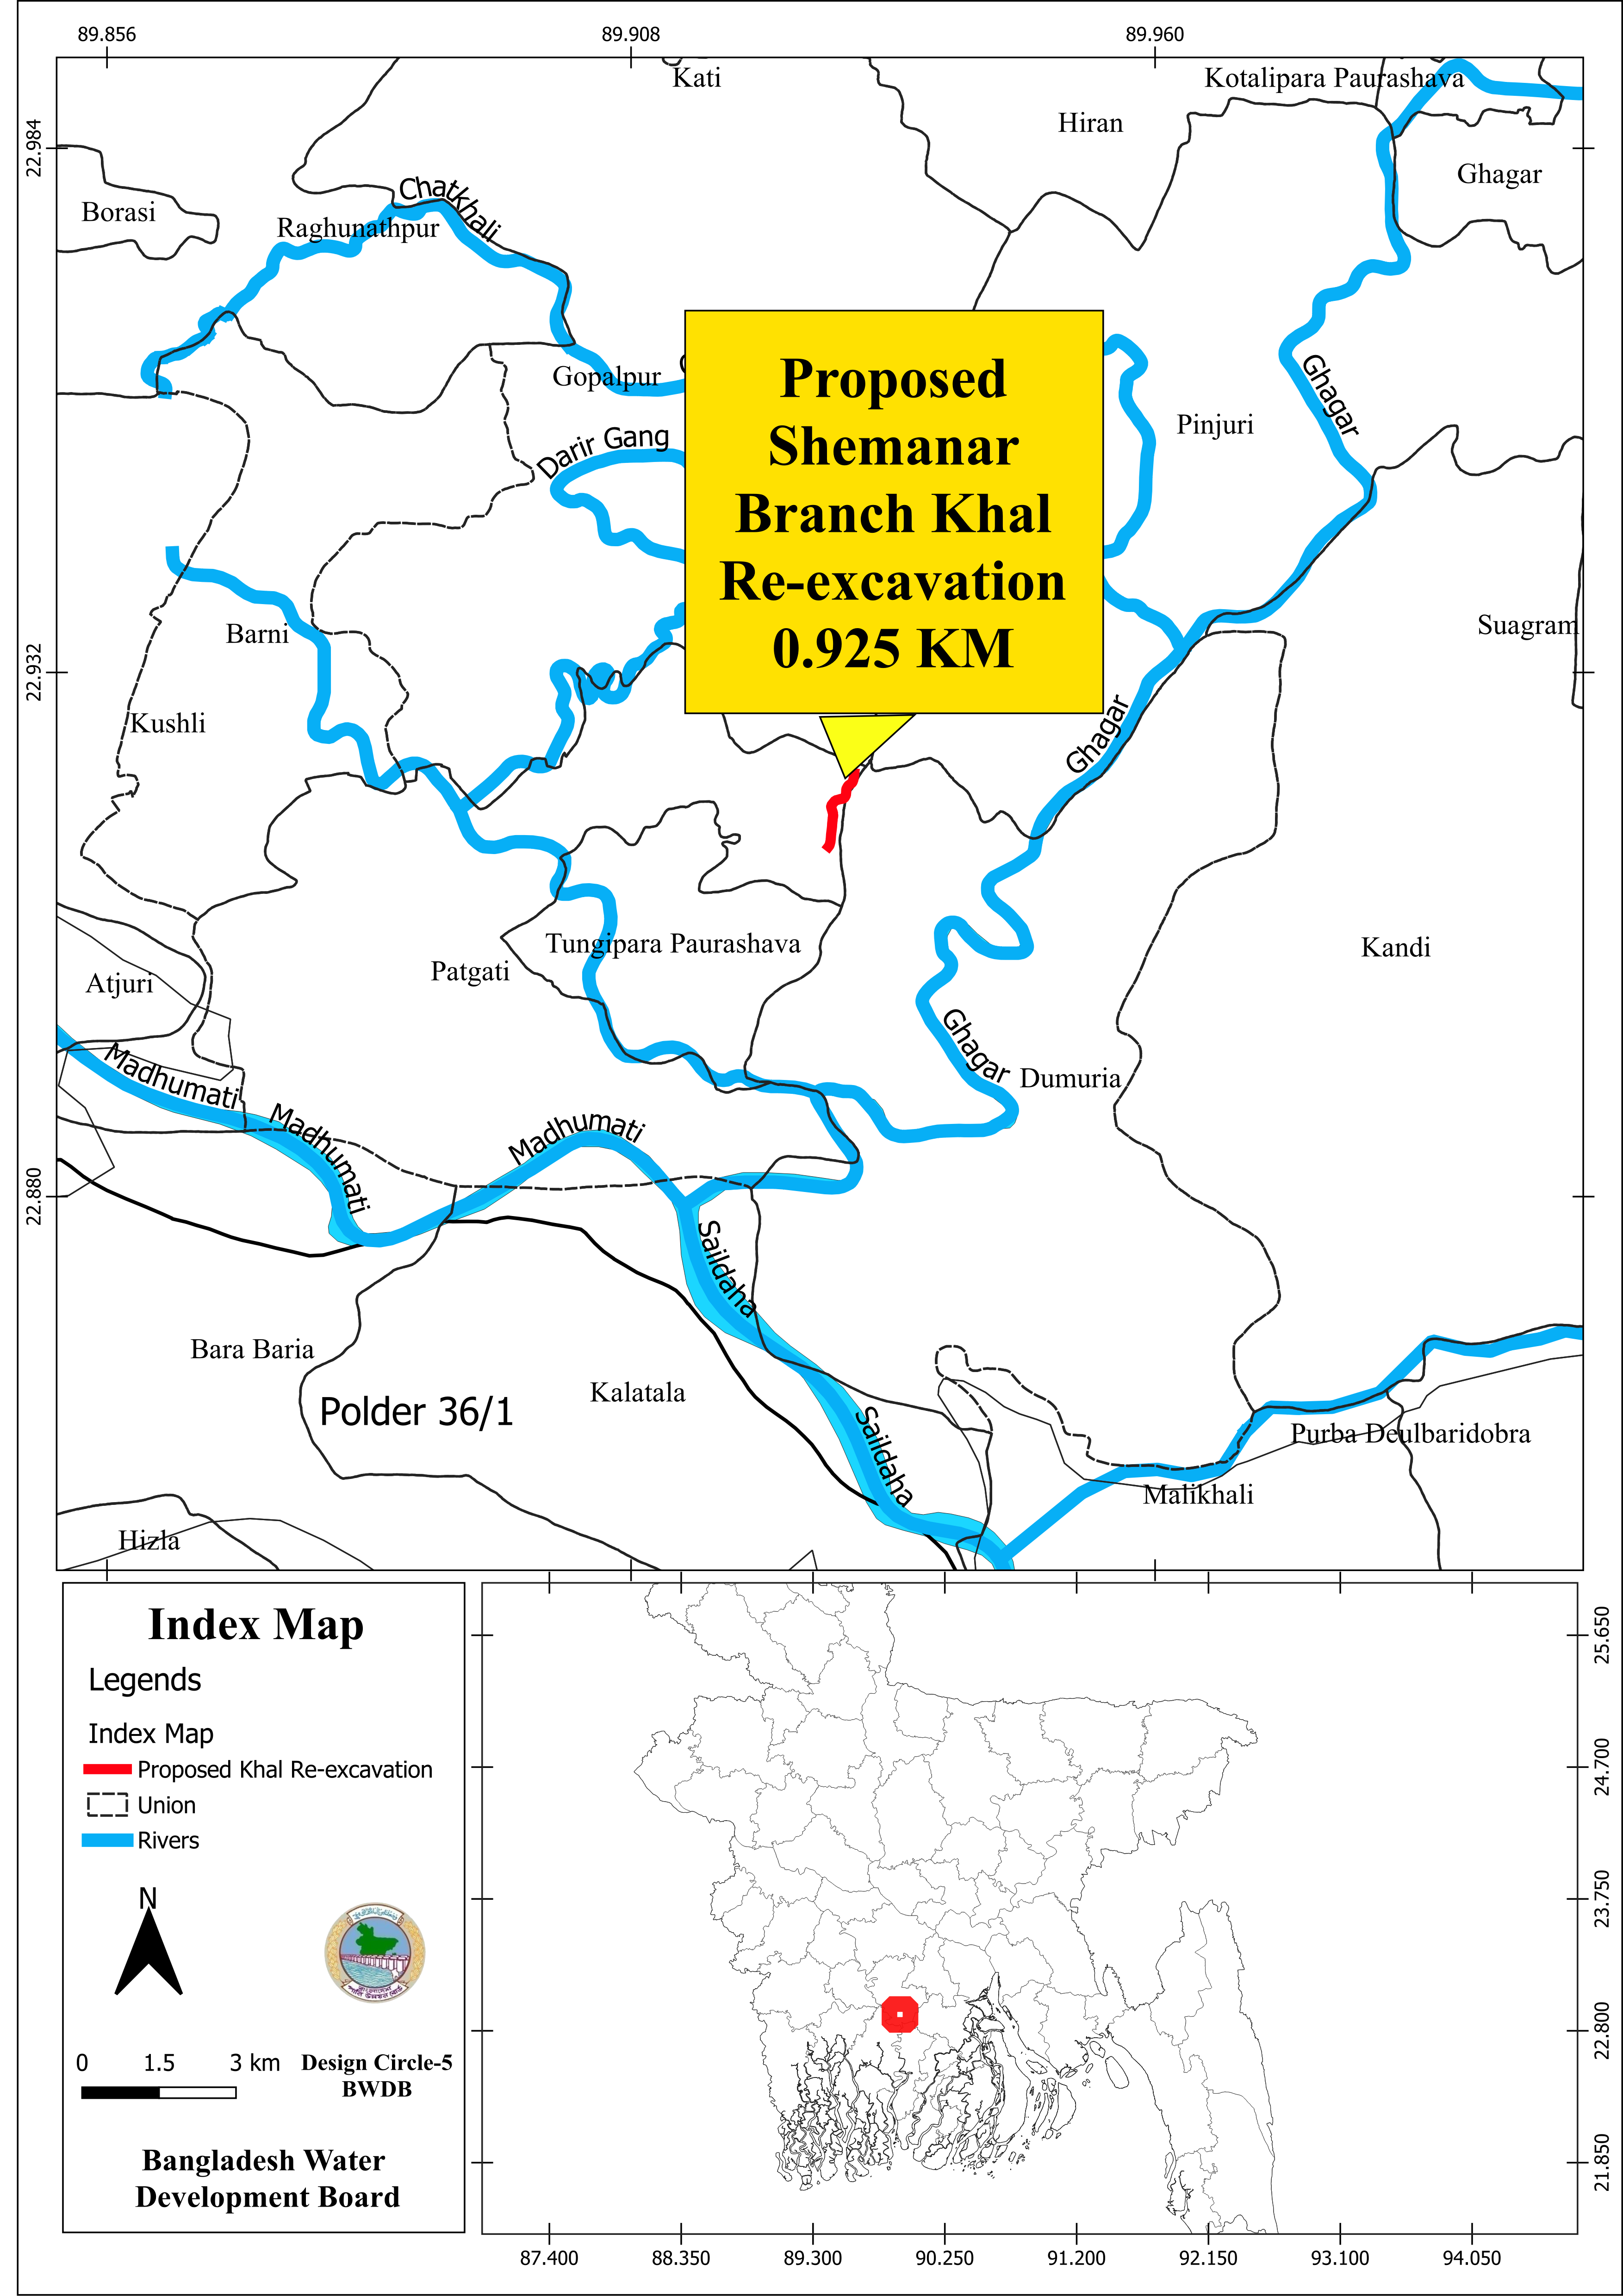 89.856
89.908
89.960
Kati
Kotalipara Paurashava
Hiran
22.984
Ghagar
Borasi
Chatkhali
Raghunathpur
Gopalpur
Ghagar
Pinjuri
Darir Gang
Proposed
Shemanar
Branch Khal
Re-excavation
0.925 KM
Barni
Suagram
22.932
Kushli
Ghagar
Tungipara Paurashava
Kandi
Patgati
Atjuri
Ghagar
Dumuria
Madhumati
Madhumati
Madhumati
22.880
Saildaha
Bara Baria
Kalatala
Polder 36/1
Saildaha
Purba Deulbaridobra
Malikhali
Hizla
Index Map
Legends
Index Map
Proposed Khal Re-excavation
Union
Rivers
N
0 1.5 3 km
Design Circle-5
BWDB
Bangladesh Water
Development Board
25.650
24.700
23.750
22.800
21.850
87.400
88.350
89.300
90.250
91.200
92.150
93.100
94.050